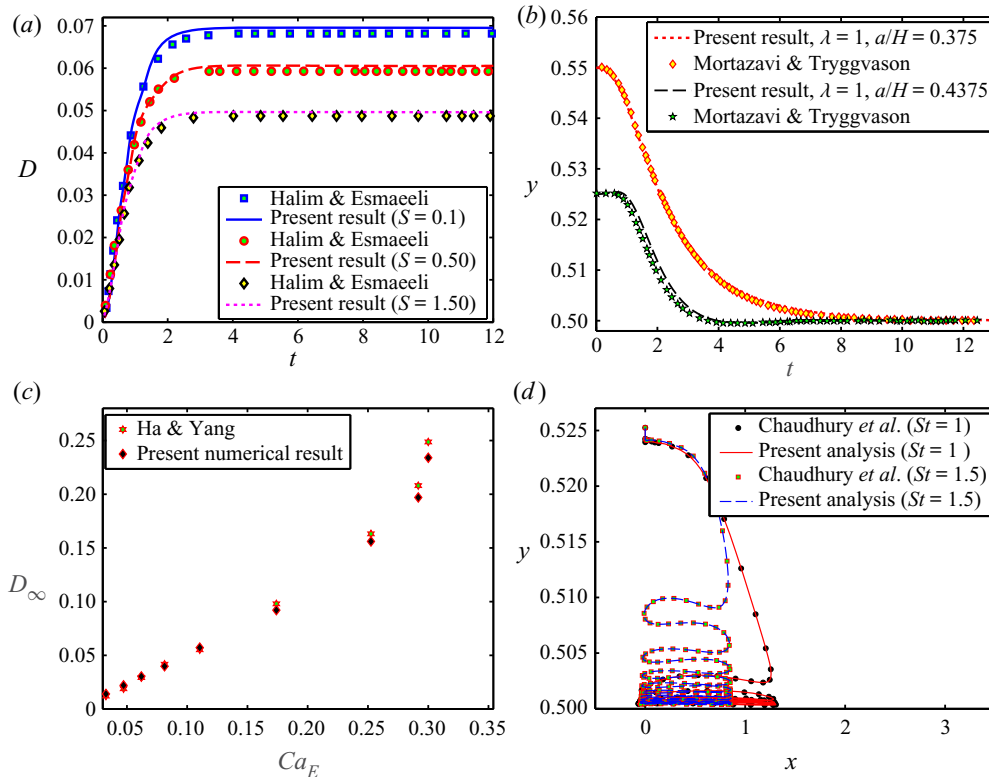 (a)
0.08
0.07
0.06
0.05
0.04
0.03
0.02
0.01
0
D
Halim & Esmaeeli
Present result (S = 0.1)
Halim & Esmaeeli
Present result (S = 0.50)
Halim & Esmaeeli
Present result (S = 1.50)
0 2 4 6 8 10 12
t
(b)
0.56
0.55
0.54
0.53
0.52
0.51
0.50
y
Present result, λ = 1, a/H = 0.375
Mortazavi & Tryggvason
Present result, λ = 1, a/H = 0.4375
Mortazavi & Tryggvason
0 2 4 6 8 10 12
t
(c)
0.25
0.20
0.15
0.10
0.05
0
D∞
Ha & Yang
Present numerical result
0.05 0.10 0.15 0.20 0.25 0.30 0.35
Ca_E
(d)
0.525
0.520
0.515
0.510
0.505
0.500
y
Chaudhury et al. (St = 1)
Present analysis (St = 1 )
Chaudhury et al. (St = 1.5)
Present analysis (St = 1.5)
0 1 2 3
x